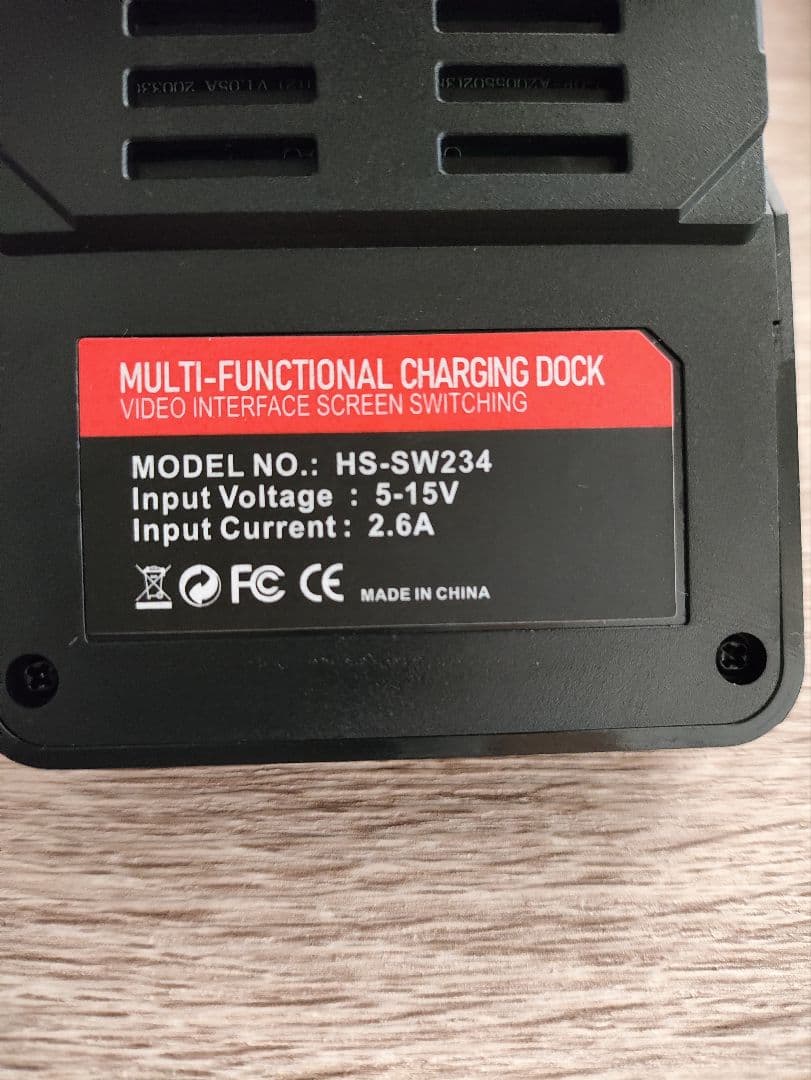 MULTI-FUNCTIONAL CHARGING DOCK
VIDEO INTERFACE SCREEN SWITCHING
MODEL NO.: HS-SW234
Input Voltage : 5-15V
Input Current: 2.6A
FC CE MADE IN CHINA